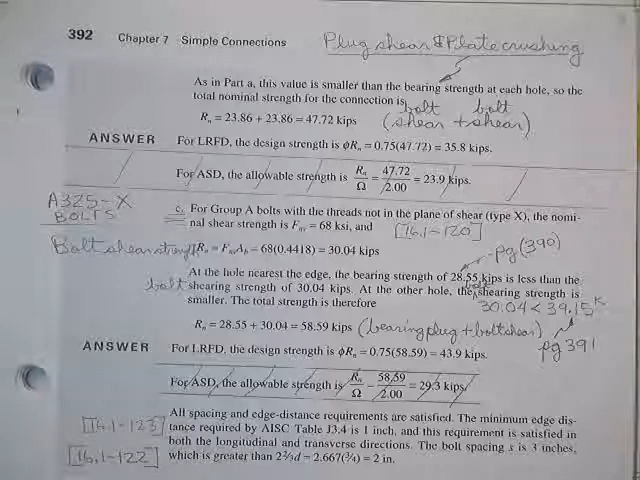 392 Chapter 7 Simple Connections Plug shear & Plate crushing
As in Part a, this value is smaller than the bearing strength at each hole, so the
total nominal strength for the connection is
bolt bolt
Rn = 23.86 + 23.86 = 47.72 kips (shear + shear)
ANSWER For LRFD, the design strength is ϕRn = 0.75(47.72) = 35.8 kips.
For ASD, the allowable strength is Rn/Ω = 47.72/2.00 = 23.9 kips.
A325-X
BOLTS
c. For Group A bolts with the threads not in the plane of shear (type X), the nomi-
nal shear strength is Fnv = 68 ksi, and [16.1-120]
Bolt shear strength Rn = FnvAb = 68(0.4418) = 30.04 kips
-pg(390)
At the hole nearest the edge, the bearing strength of 28.55 kips is less than the
bolt shearing strength of 30.04 kips. At the other hole, the bolt shearing strength is
smaller. The total strength is therefore 30.04 < 39.15 K
Rn = 28.55 + 30.04 = 58.59 kips (bearing plug + bolt shear)
pg 391
ANSWER For LRFD, the design strength is ϕRn = 0.75(58.59) = 43.9 kips.
For ASD, the allowable strength is Rn/Ω – 58.59/2.00 = 29.3 kips
All spacing and edge-distance requirements are satisfied. The minimum edge dis-
[16.1-123] tance required by AISC Table J3.4 is 1 inch, and this requirement is satisfied in
both the longitudinal and transverse directions. The bolt spacing s is 3 inches,
[16.1-122] which is greater than 2⅔d = 2.667(¾) = 2 in.